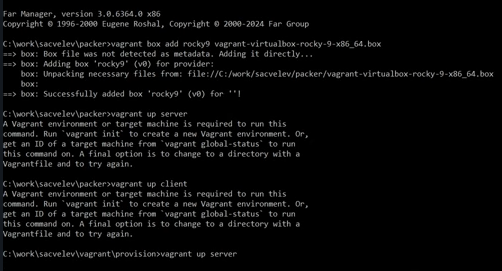 Far Manager, version 3.0.6364.0 x86
Copyright © 1996-2000 Eugene Roshal, Copyright © 2000-2024 Far Group
C:\work\sacvelev\packer>vagrant box add rocky9 vagrant-virtualbox-rocky-9-x86_64.box
==> box: Box file was not detected as metadata. Adding it directly...
==> box: Adding box 'rocky9' (v0) for provider:
box: Unpacking necessary files from: file://C:/work/sacvelev/packer/vagrant-virtualbox-rocky-9-x86_64.box
box:
==> box: Successfully added box 'rocky9' (v0) for ''!
C:\work\sacvelev\packer>vagrant up server
A Vagrant environment or target machine is required to run this
command. Run `vagrant init` to create a new Vagrant environment. Or,
get an ID of a target machine from `vagrant global-status` to run
this command on. A final option is to change to a directory with a
Vagrantfile and to try again.
C:\work\sacvelev\packer>vagrant up client
A Vagrant environment or target machine is required to run this
command. Run `vagrant init` to create a new Vagrant environment. Or,
get an ID of a target machine from `vagrant global-status` to run
this command on. A final option is to change to a directory with a
Vagrantfile and to try again.
C:\work\sacvelev\vagrant\provision>vagrant up server